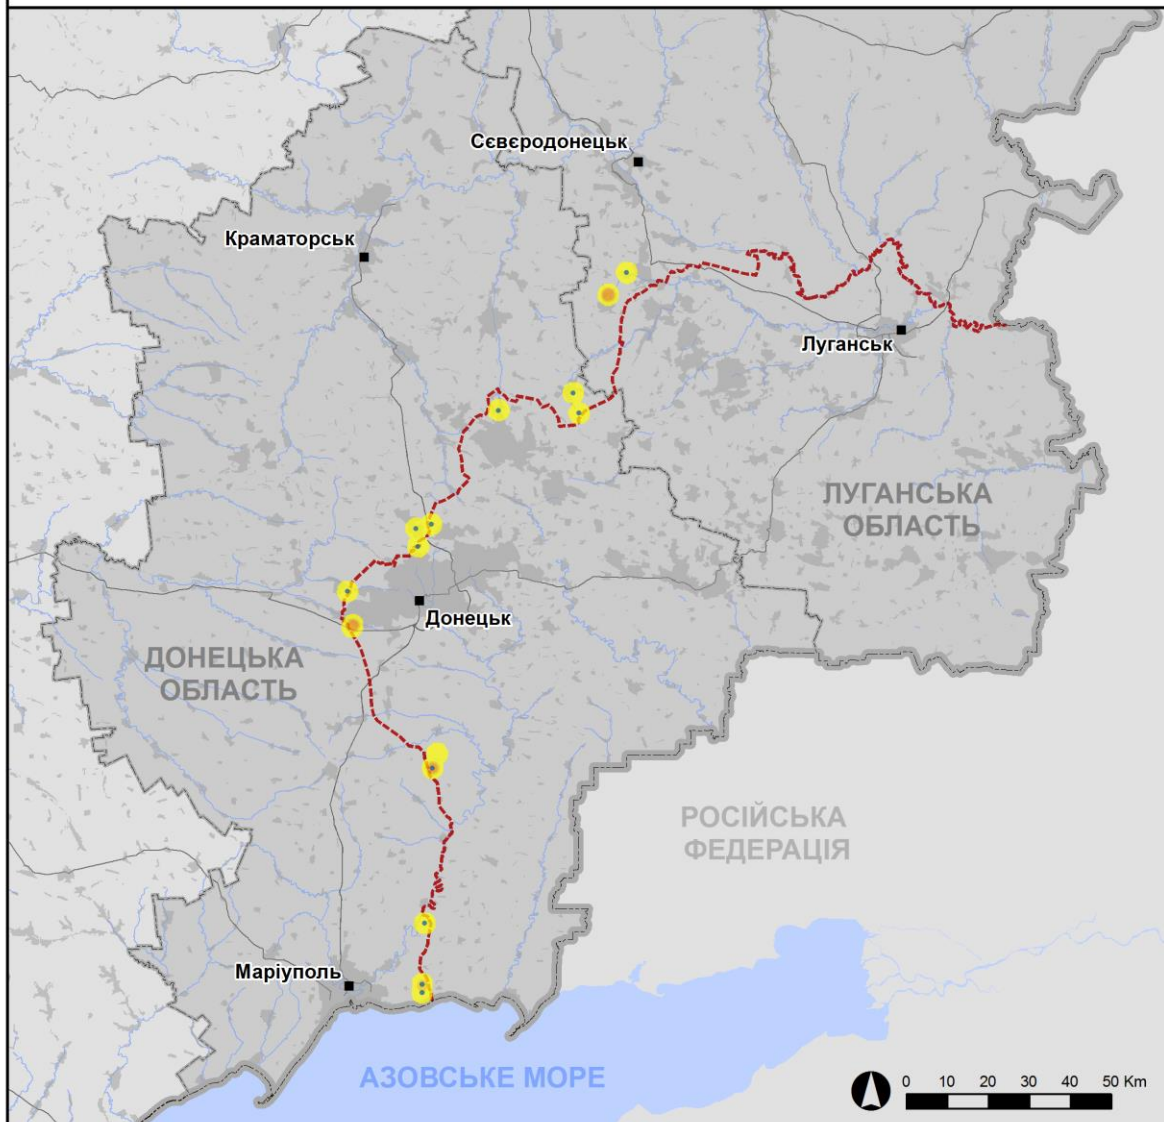 Сєвєродонецьк
Краматорськ
Луганськ
ЛУГАНСЬКА
ОБЛАСТЬ
Донецьк
ДОНЕЦЬКА
ОБЛАСТЬ
РОСІЙСЬКА
ФЕДЕРАЦІЯ
Маріуполь
АЗОВСЬКЕ МОРЕ
0 10 20 30 40 50 Km